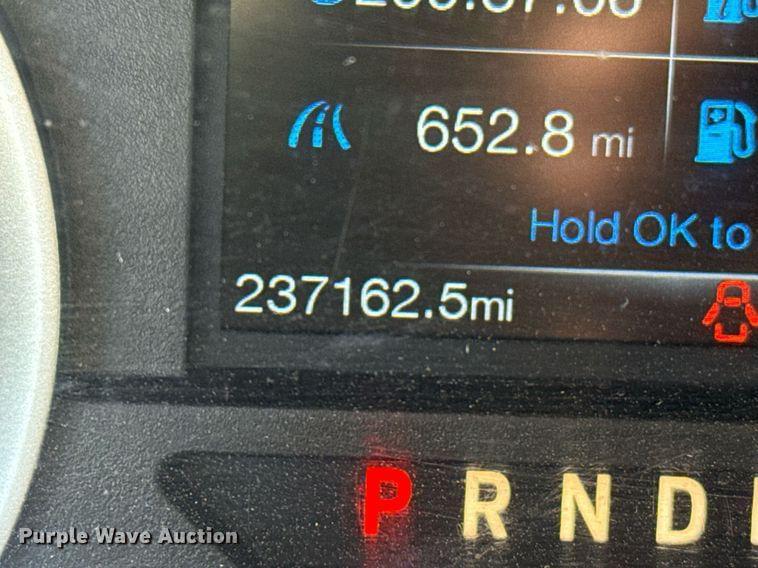 652.8 mi
Hold OK to
237162.5mi
P R N D
Purple Wave Auction